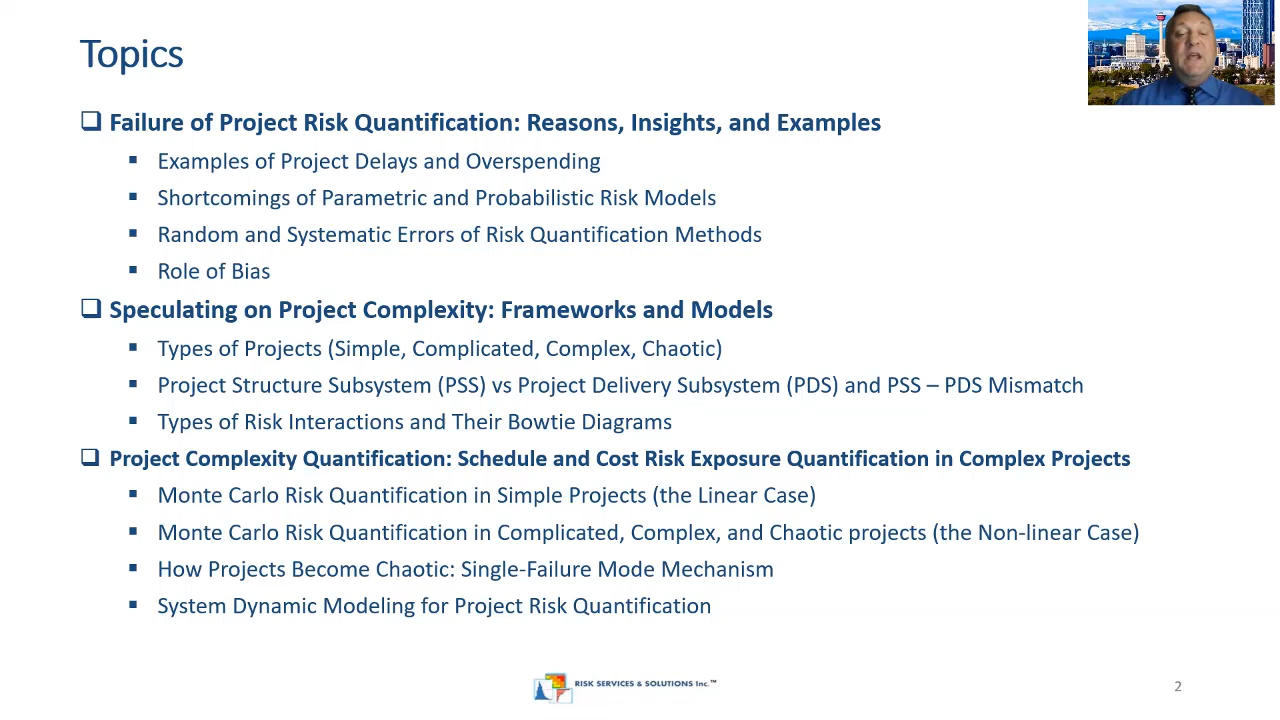 Topics
Failure of Project Risk Quantification: Reasons, Insights, and Examples
Examples of Project Delays and Overspending
Shortcomings of Parametric and Probabilistic Risk Models
Random and Systematic Errors of Risk Quantification Methods
Role of Bias
Speculating on Project Complexity: Frameworks and Models
Types of Projects (Simple, Complicated, Complex, Chaotic)
Project Structure Subsystem (PSS) vs Project Delivery Subsystem (PDS) and PSS – PDS Mismatch
Types of Risk Interactions and Their Bowtie Diagrams
Project Complexity Quantification: Schedule and Cost Risk Exposure Quantification in Complex Projects
Monte Carlo Risk Quantification in Simple Projects (the Linear Case)
Monte Carlo Risk Quantification in Complicated, Complex, and Chaotic projects (the Non-linear Case)
How Projects Become Chaotic: Single-Failure Mode Mechanism
System Dynamic Modeling for Project Risk Quantification
RISK SERVICES & SOLUTIONS Inc.™
2